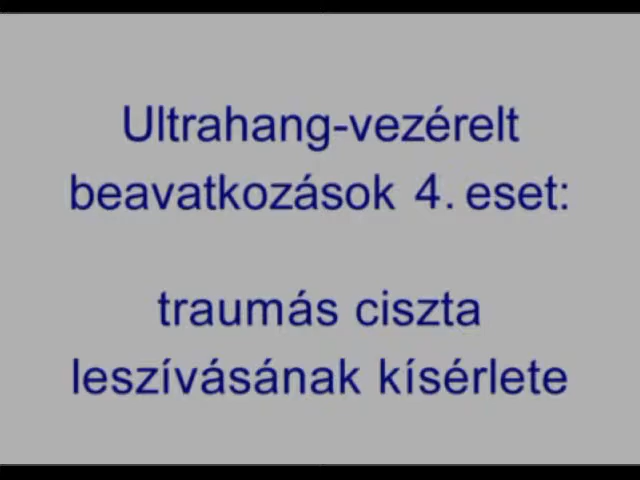 Ultrahang-vezérelt
beavatkozások 4. eset:
traumás ciszta
leszívásának kísérlete